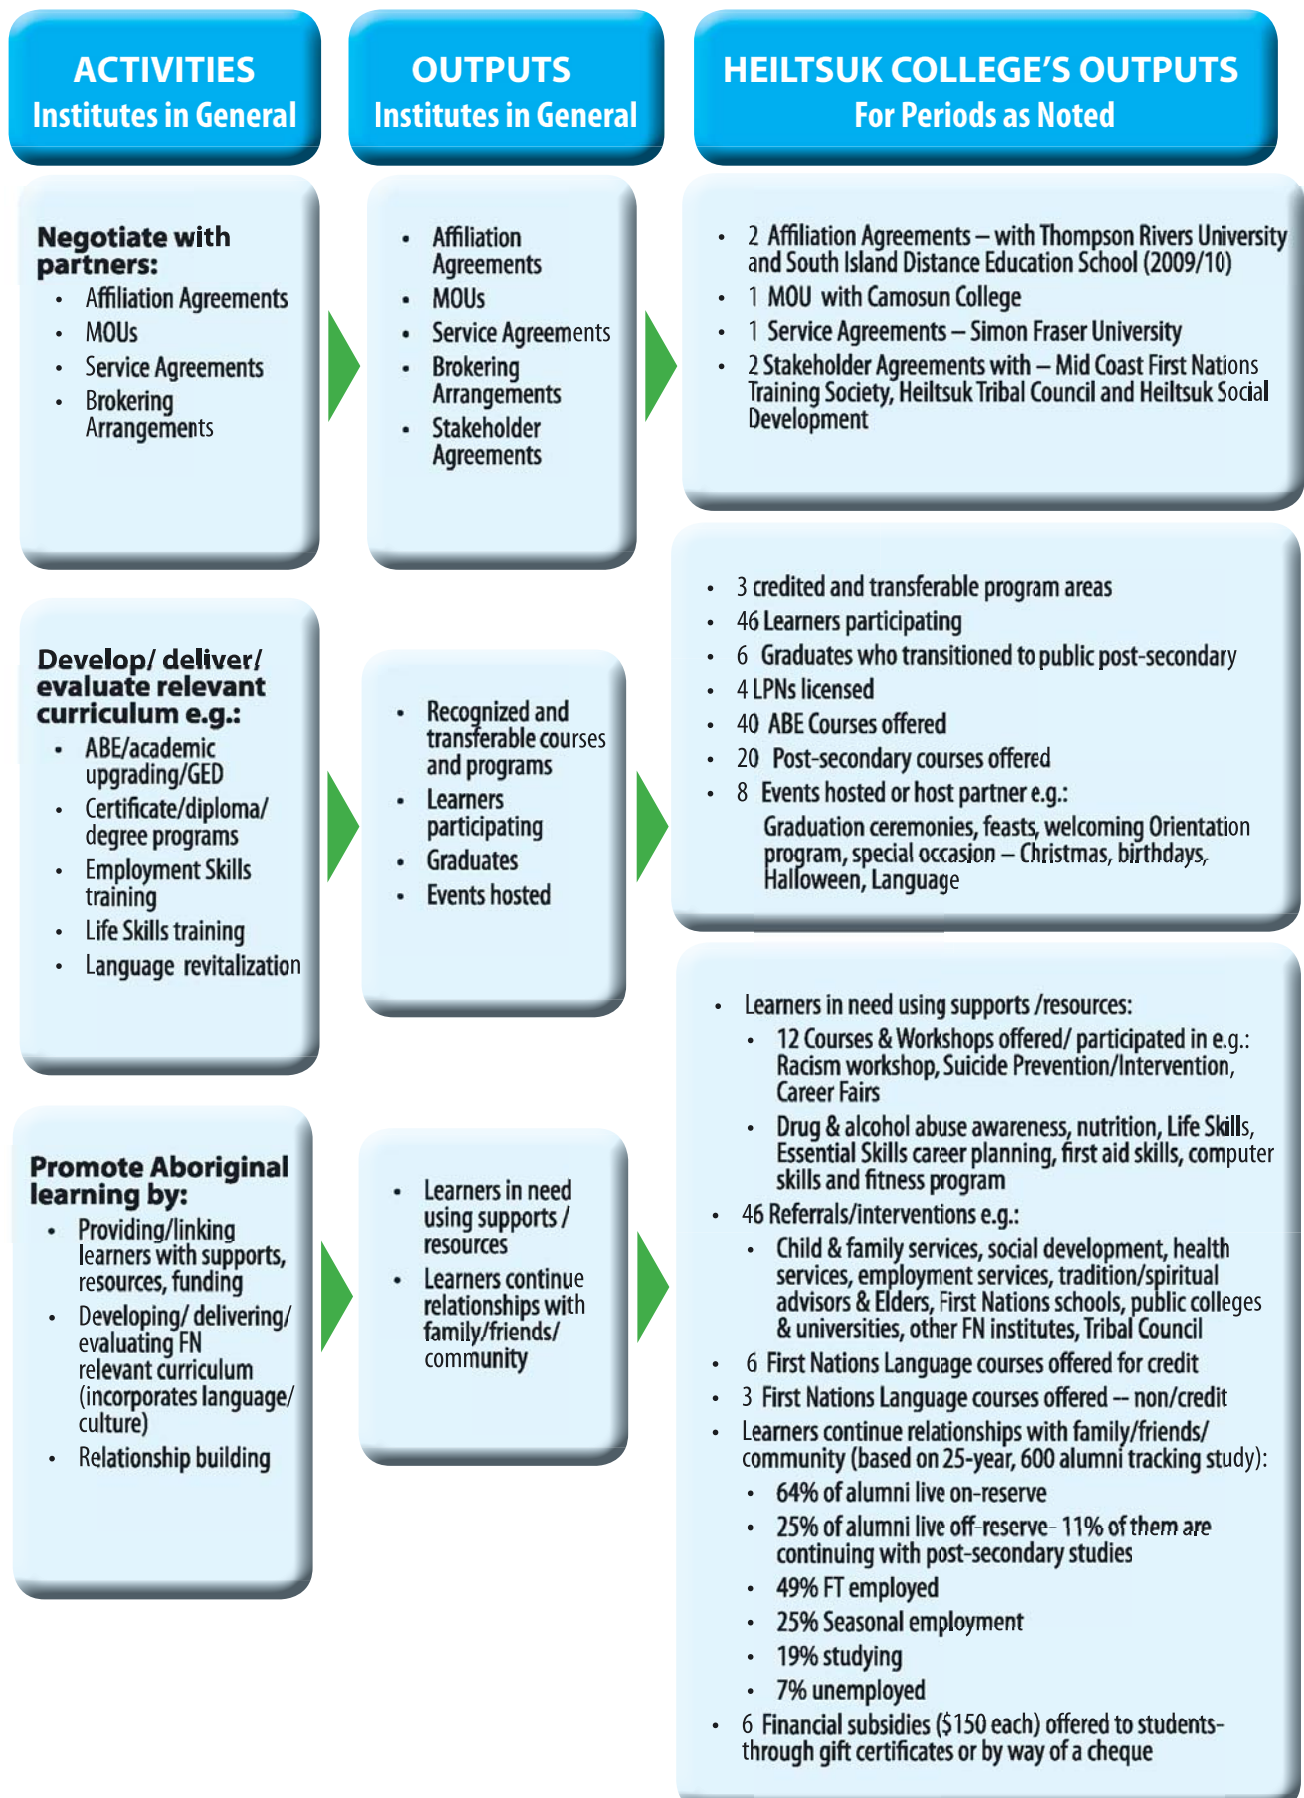 ACTIVITIES
Institutes in General
OUTPUTS
Institutes in General
HEILTSUK COLLEGE'S OUTPUTS
For Periods as Noted
Negotiate with
partners:
• Affiliation Agreements
• MOUs
• Service Agreements
• Brokering
Arrangements
• Affiliation
Agreements
• MOUs
• Service Agreements
• Brokering
Arrangements
• Stakeholder
Agreements
• 2 Affiliation Agreements – with Thompson Rivers University
and South Island Distance Education School (2009/10)
• 1 MOU with Camosun College
• 1 Service Agreements – Simon Fraser University
• 2 Stakeholder Agreements with – Mid Coast First Nations
Training Society, Heiltsuk Tribal Council and Heiltsuk Social
Development
Develop/ deliver/
evaluate relevant
curriculum e.g.:
• ABE/academic
upgrading/GED
• Certificate/diploma/
degree programs
• Employment Skills
training
• Life Skills training
• Language revitalization
• Recognized and
transferable courses
and programs
• Learners
participating
• Graduates
• Events hosted
• 3 credited and transferable program areas
• 46 Learners participating
• 6 Graduates who transitioned to public post-secondary
• 4 LPNs licensed
• 40 ABE Courses offered
• 20 Post-secondary courses offered
• 8 Events hosted or host partner e.g.:
Graduation ceremonies, feasts, welcoming Orientation
program, special occasion – Christmas, birthdays,
Halloween, Language
Promote Aboriginal
learning by:
• Providing/linking
learners with supports,
resources, funding
• Developing/ delivering/
evaluating FN
relevant curriculum
(incorporates language/
culture)
• Relationship building
• Learners in need
using supports /
resources
• Learners continue
relationships with
family/friends/
community
• Learners in need using supports /resources:
• 12 Courses & Workshops offered/ participated in e.g.:
Racism workshop, Suicide Prevention/Intervention,
Career Fairs
• Drug & alcohol abuse awareness, nutrition, Life Skills,
Essential Skills career planning, first aid skills, computer
skills and fitness program
• 46 Referrals/interventions e.g.:
• Child & family services, social development, health
services, employment services, tradition/spiritual
advisors & Elders, First Nations schools, public colleges
& universities, other FN institutes, Tribal Council
• 6 First Nations Language courses offered for credit
• 3 First Nations Language courses offered -- non/credit
• Learners continue relationships with family/friends/
community (based on 25-year, 600 alumni tracking study):
• 64% of alumni live on-reserve
• 25% of alumni live off-reserve- 11% of them are
continuing with post-secondary studies
• 49% FT employed
• 25% Seasonal employment
• 19% studying
• 7% unemployed
• 6 Financial subsidies ($150 each) offered to students-
through gift certificates or by way of a cheque